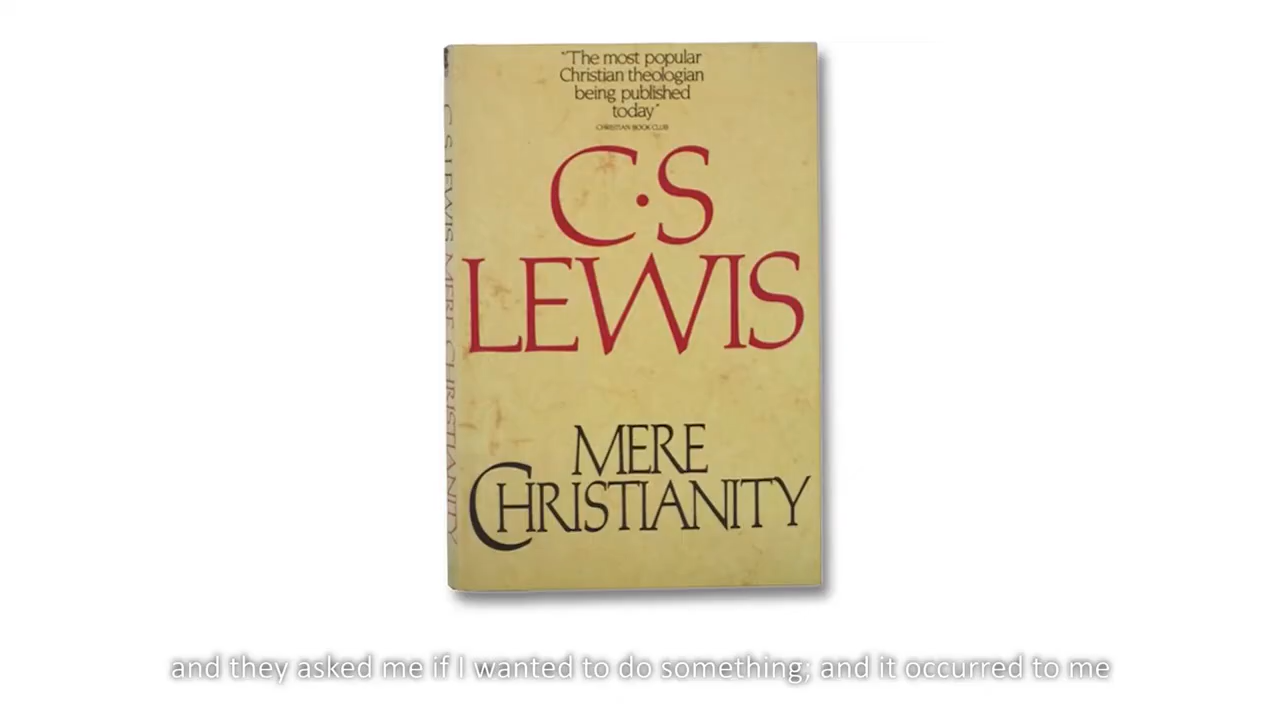 "The most popular
Christian theologian
being published
today"
CHRISTIAN BOOK CLUB
C·S
LEWIS
MERE
CHRISTIANITY
C·S·LEWIS MERE CHRISTIANITY
and they asked me if I wanted to do something; and it occurred to me